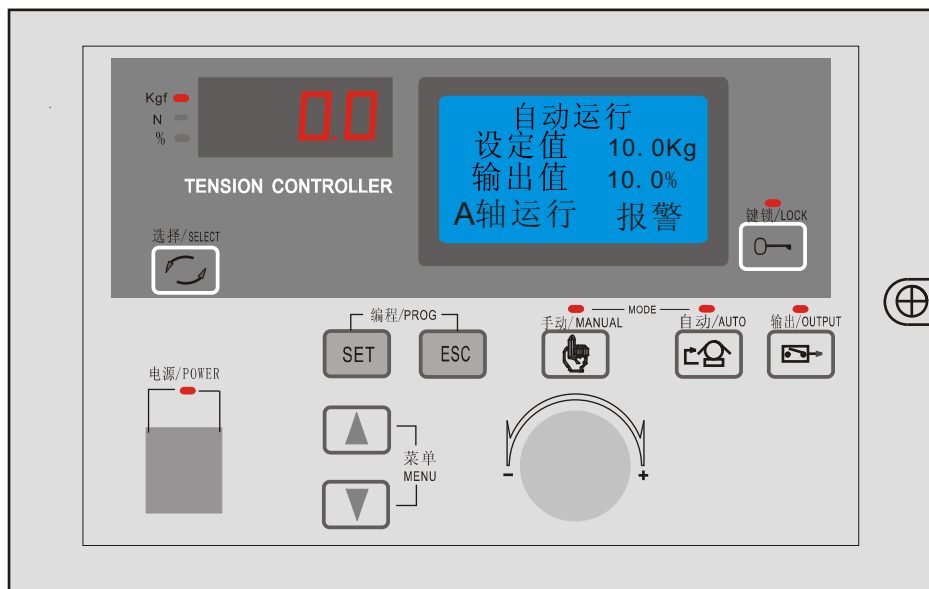 Kgf
N
%
0.0
TENSION CONTROLLER
自动运行
设定值 10.0Kg
输出值 10.0%
A轴运行 报警
选择/SELECT
键锁/LOCK
编程/PROG
SET
ESC
MODE
手动/MANUAL
自动/AUTO
输出/OUTPUT
电源/POWER
菜单
MENU
- +